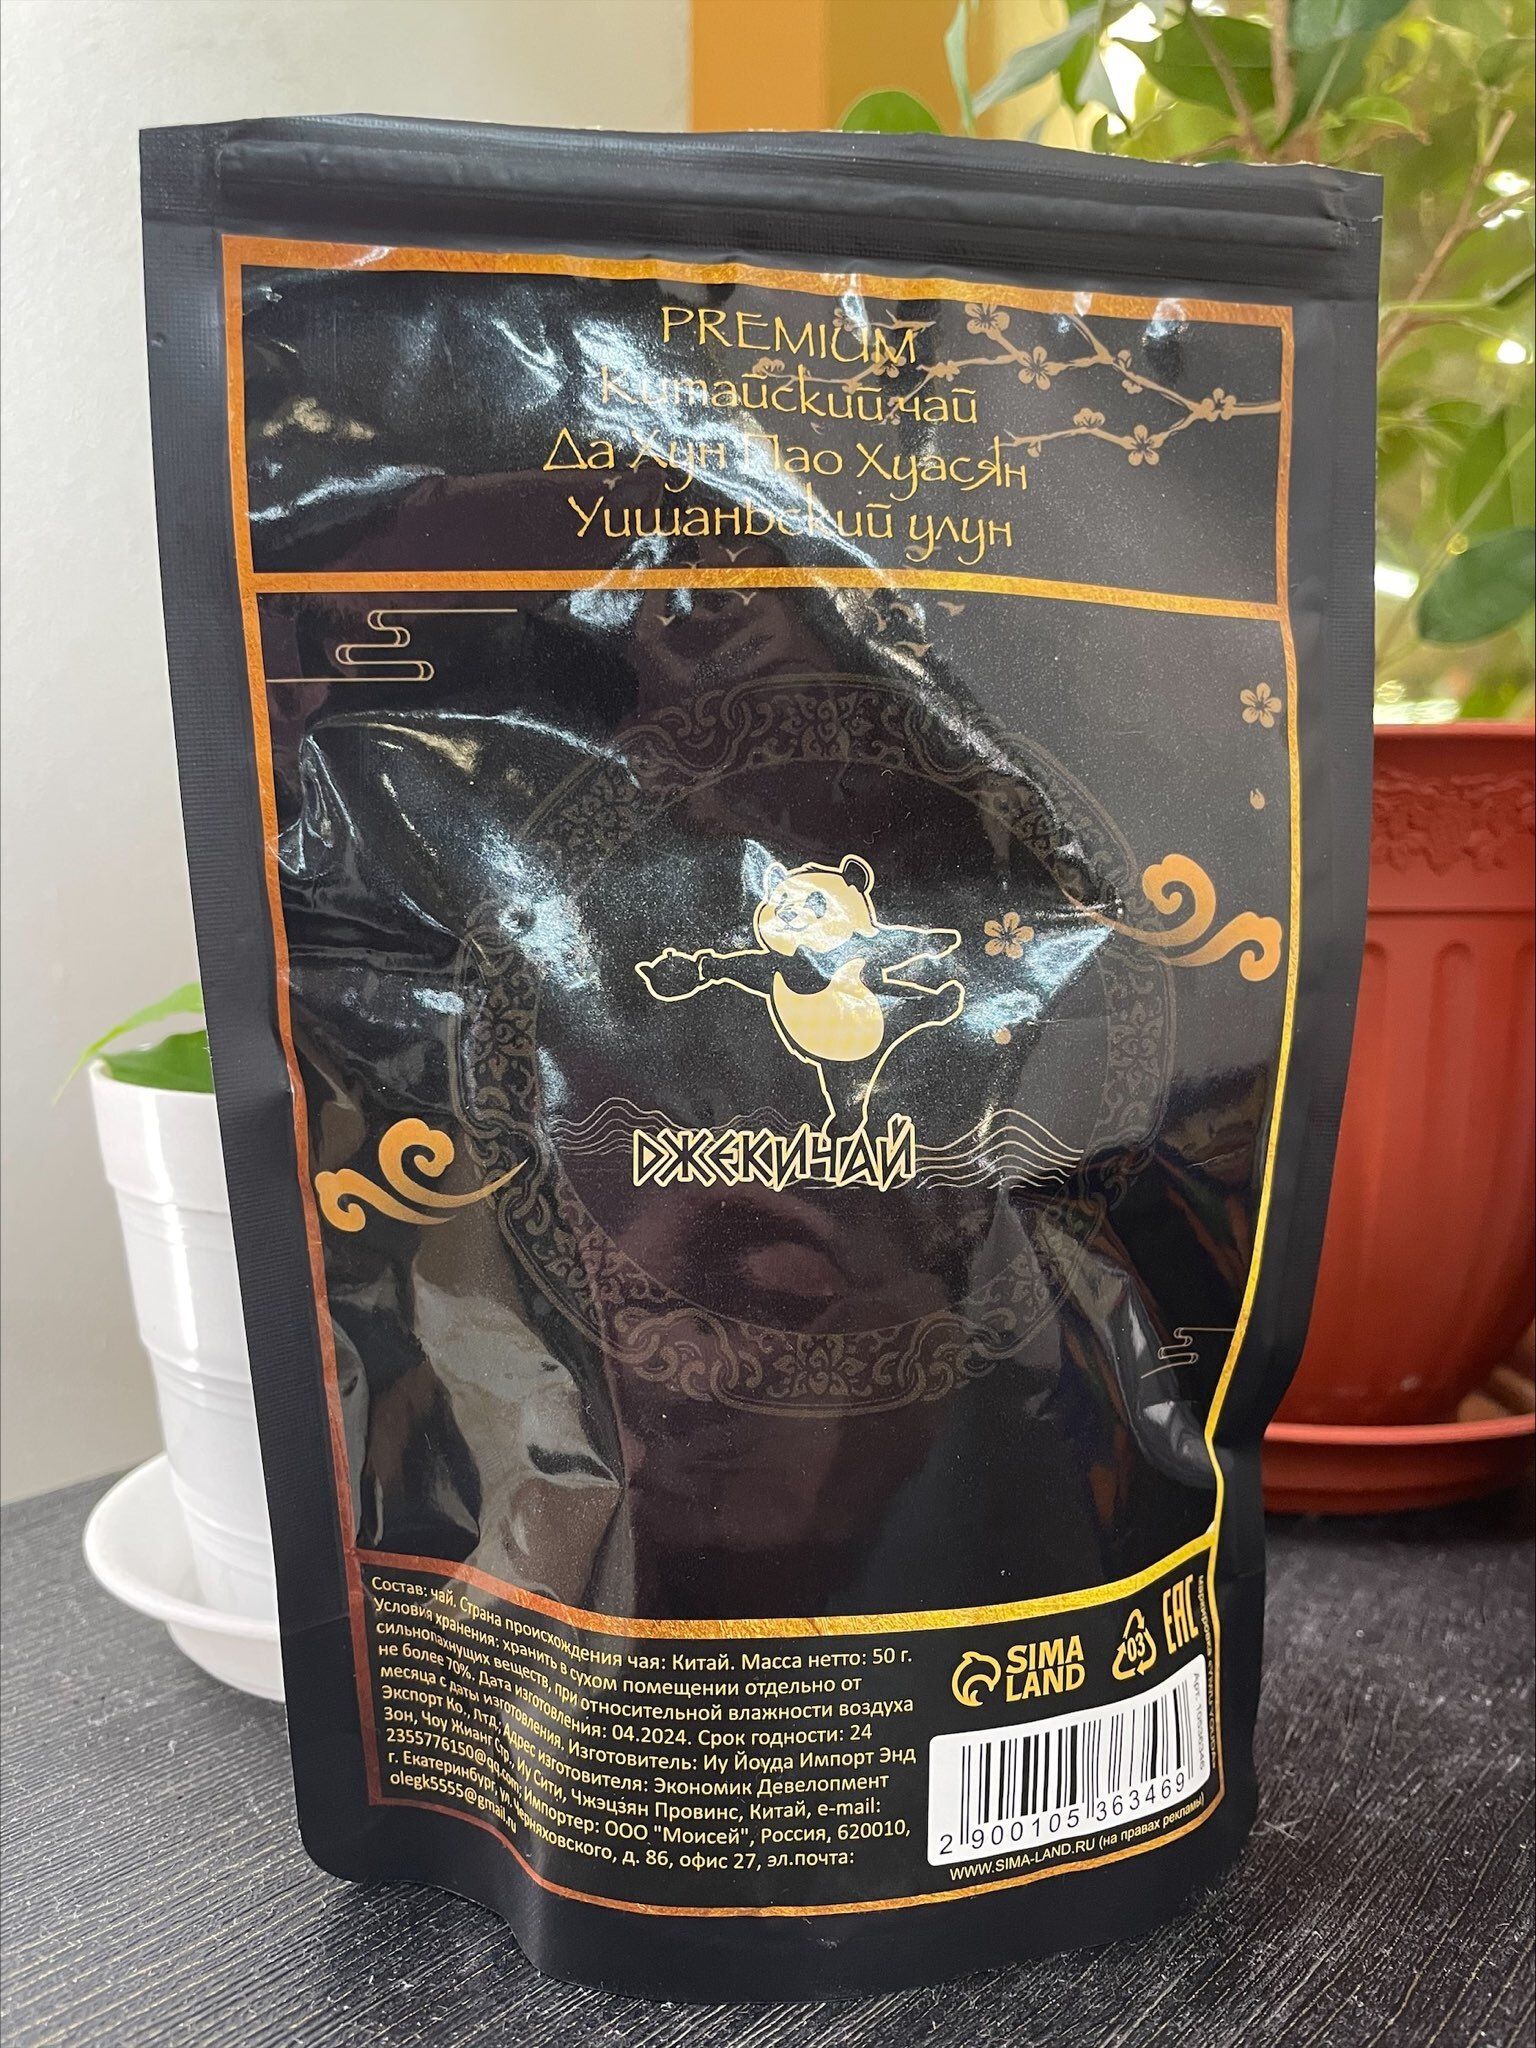 PREMIUM
Китайский чай
Да Хун Пао Хуасян
Уишаньский улун
ДЖЕКИЧАЙ
Состав: чай. Страна происхождения чая: Китай. Масса нетто: 50 г.
Условия хранения: хранить в сухом помещении отдельно от
сильнопахнущих веществ, при относительной влажности воздуха
не более 70%. Дата изготовления: 04.2024. Срок годности: 24
месяца с даты изготовления. Изготовитель: Иу Йоуда Импорт Энд
Экспорт Ко., Лтд; Адрес изготовителя: Экономик Девелопмент
Зон, Чоу Жианг Стр., Иу Сити, Чжэцзян Провинс, Китай, e-mail:
2355776150@qq.com; Импортер: ООО "Моисей", Россия, 620010,
г. Екатеринбург, ул. Черняховского, д. 86, офис 27, эл.почта:
olegk5555@gmail.ru
SIMA
LAND
03
EAC
2 900105 363469
WWW.SIMA-LAND.RU (на правах рекламы)